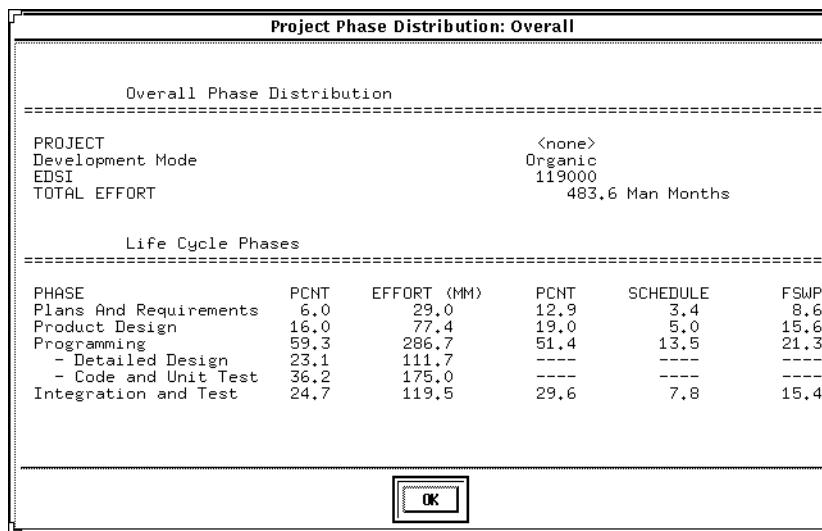 Project Phase Distribution: Overall
Overall Phase Distribution
================================================================================
PROJECT <none>
Development Mode Organic
EDSI 119000
TOTAL EFFORT 483.6 Man Months
Life Cycle Phases
================================================================================
PHASE PCNT EFFORT (MM) PCNT SCHEDULE FSWP
Plans And Requirements 6.0 29.0 12.9 3.4 8.6
Product Design 16.0 77.4 19.0 5.0 15.6
Programming 59.3 286.7 51.4 13.5 21.3
- Detailed Design 23.1 111.7 ---- ---- ----
- Code and Unit Test 36.2 175.0 ---- ---- ----
Integration and Test 24.7 119.5 29.6 7.8 15.4
OK